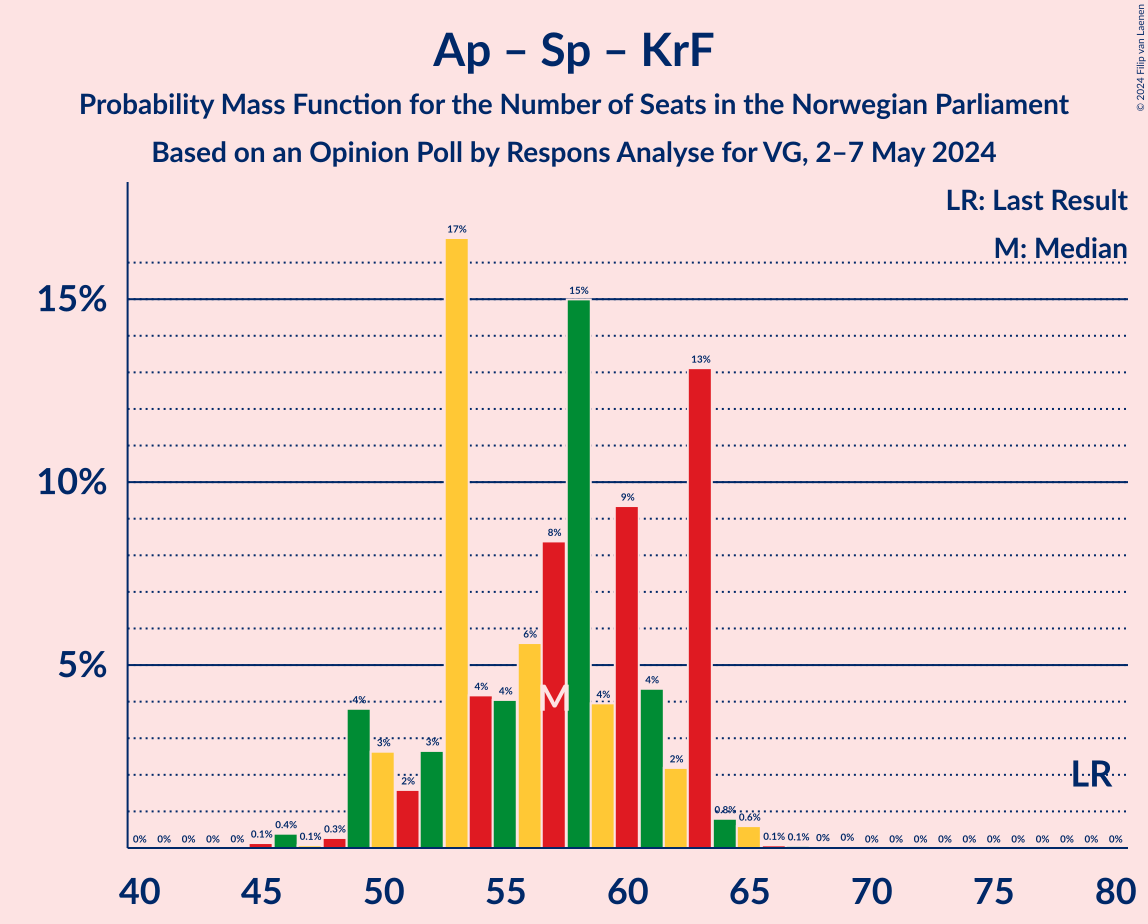 Ap – Sp – KrF
Probability Mass Function for the Number of Seats in the Norwegian Parliament
Based on an Opinion Poll by Respons Analyse for VG, 2–7 May 2024
© 2024 Filip van Laenen
LR: Last Result
M: Median
15%
10%
5%
0% 0% 0% 0% 0% 0.1% 0.4% 0.1% 0.3% 4% 3% 2% 3% 17% 4% 4% 6% 8% 15% 4% 9% 4% 2% 13% 0.8% 0.6% 0.1% 0.1% 0% 0% 0% 0% 0% 0% 0% 0% 0% 0% 0% 0% 0%
M
LR
40 45 50 55 60 65 70 75 80